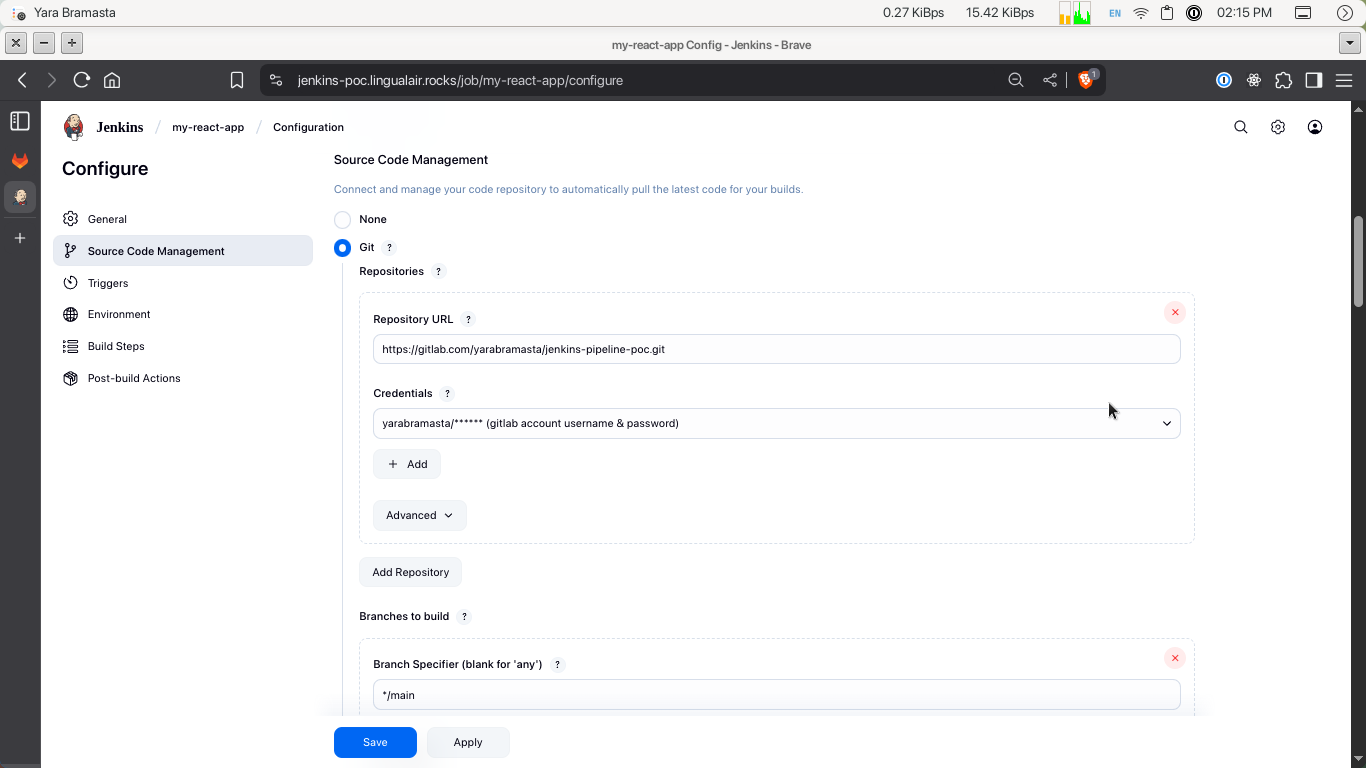 Yara Bramasta
0.27 KiBps
15.42 KiBps
EN
02:15 PM
my-react-app Config - Jenkins - Brave
jenkins-poc.lingualair.rocks/job/my-react-app/configure
1
Jenkins / my-react-app / Configuration
Configure
General
Source Code Management
Triggers
Environment
Build Steps
Post-build Actions
Source Code Management
Connect and manage your code repository to automatically pull the latest code for your builds.
None
Git ?
Repositories ?
Repository URL ?
https://gitlab.com/yarabramasta/jenkins-pipeline-poc.git
Credentials ?
yarabramasta/****** (gitlab account username & password)
+ Add
Advanced
Add Repository
Branches to build ?
Branch Specifier (blank for 'any') ?
*/main
Save
Apply